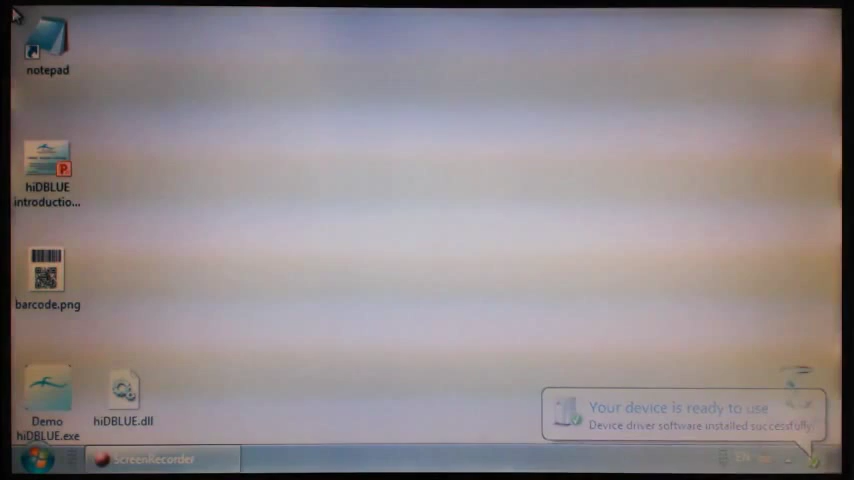 notepad
hiDBLUE
introductio...
barcode.png
Demo
hiDBLUE.exe
hiDBLUE.dll
Your device is ready to use
Device driver software installed successfully.
ScreenRecorder
EN